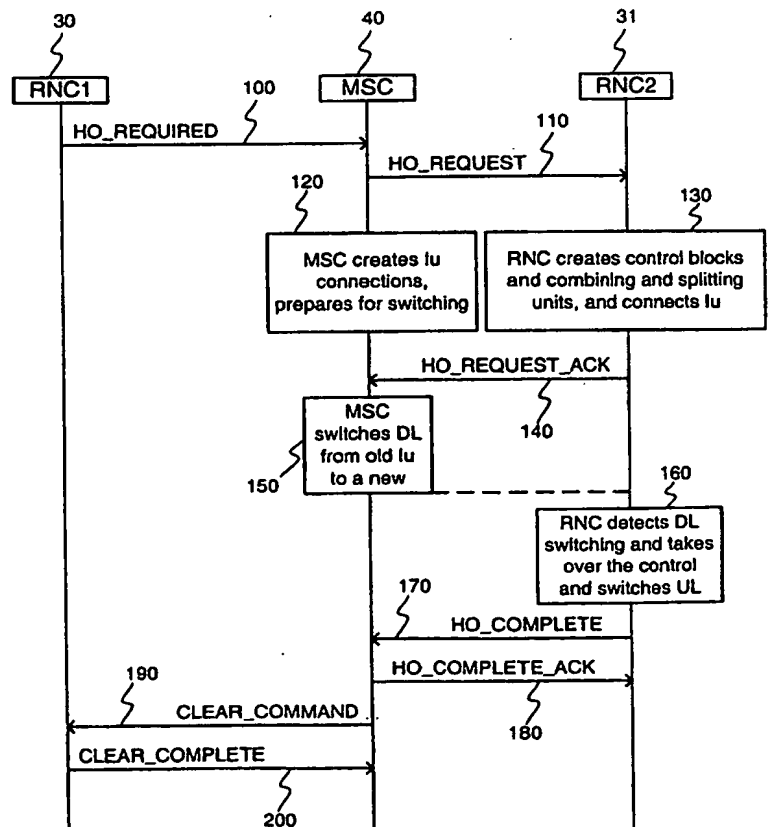 30
40
31
RNC1
MSC
RNC2
100
HO_REQUIRED
110
HO_REQUEST
120
130
MSC creates Iu
connections,
prepares for switching
RNC creates control blocks
and combining and splitting
units, and connects Iu
HO_REQUEST_ACK
140
MSC
switches DL
from old Iu
to a new
150
160
RNC detects DL
switching and takes
over the control
and switches UL
170
HO_COMPLETE
HO_COMPLETE_ACK
180
190
CLEAR_COMMAND
CLEAR_COMPLETE
200